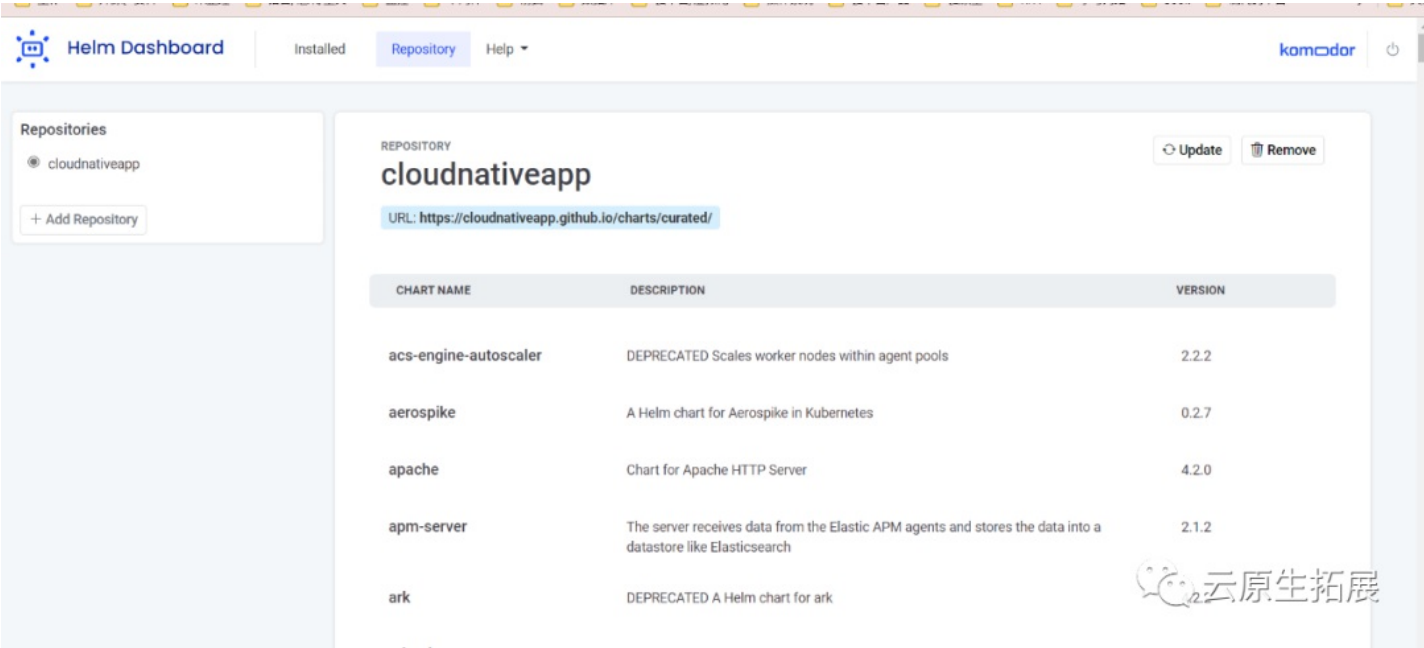 Helm Dashboard
Installed
Repository
Help
komodor
Repositories
cloudnativeapp
+ Add Repository
REPOSITORY
cloudnativeapp
Update
Remove
URL: https://cloudnativeapp.github.io/charts/curated/
CHART NAME DESCRIPTION VERSION
acs-engine-autoscaler DEPRECATED Scales worker nodes within agent pools 2.2.2
aerospike A Helm chart for Aerospike in Kubernetes 0.2.7
apache Chart for Apache HTTP Server 4.2.0
apm-server The server receives data from the Elastic APM agents and stores the data into a 2.1.2
datastore like Elasticsearch
ark DEPRECATED A Helm chart for ark
云原生拓展